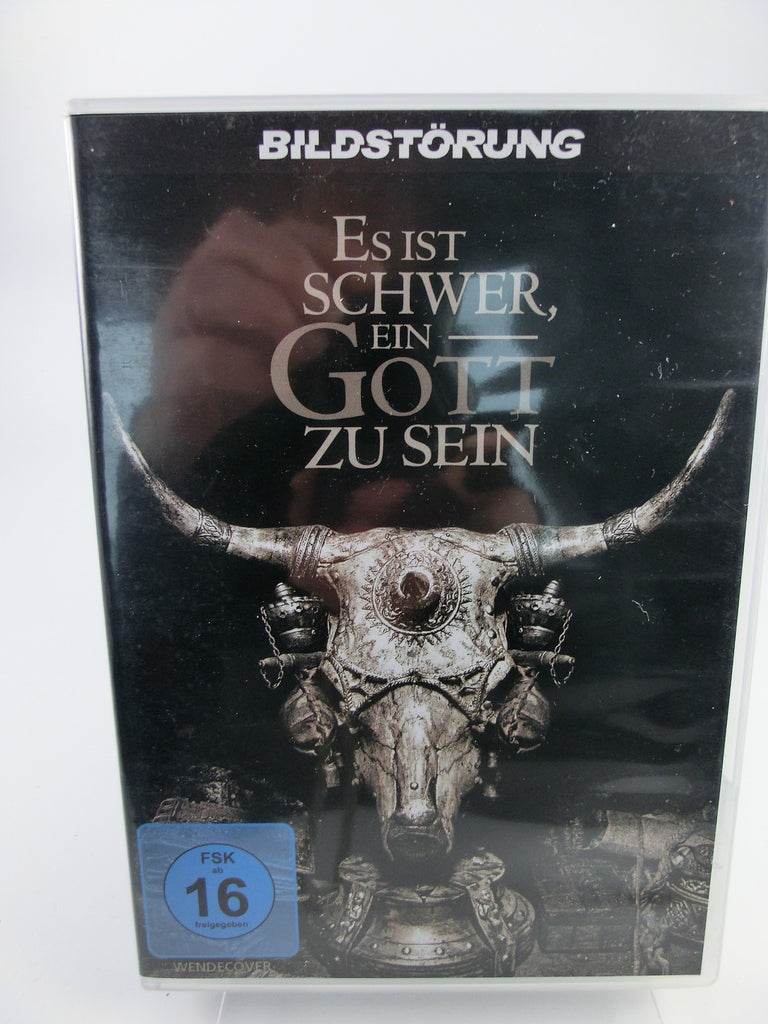 BILDSTÖRUNG
ES IST
SCHWER,
EIN
GOTT
ZU SEIN
FSK
ab
16
freigegeben
WENDECOVER